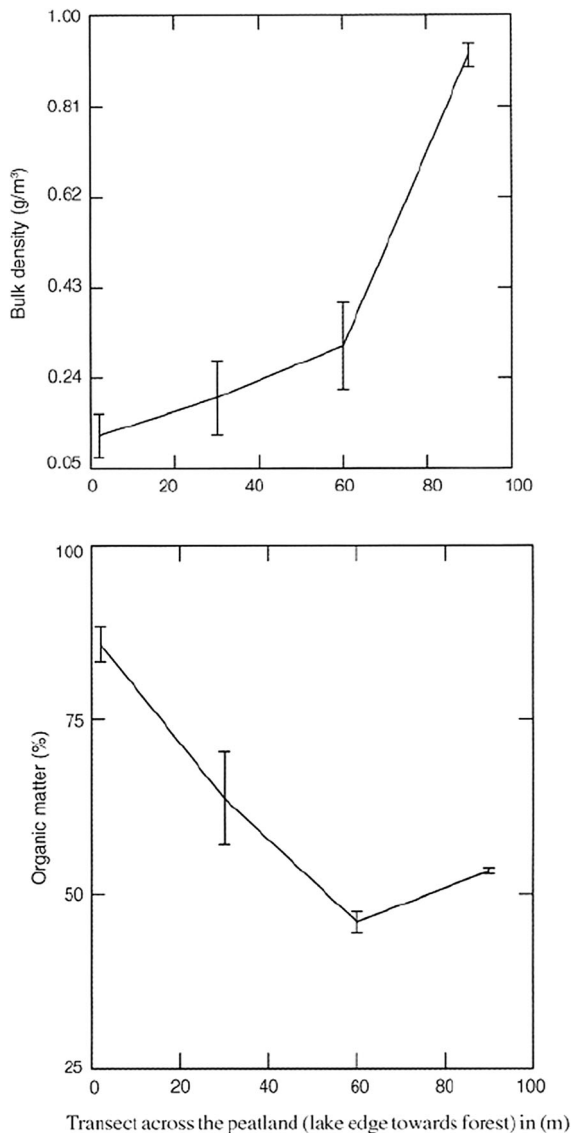 1.00
0.81
0.62
0.43
0.24
0.05
Bulk density (g/m³)
0 20 40 60 80 100
100
75
50
25
Organic matter (%)
0 20 40 60 80 100
Transect across the peatland (lake edge towards forest) in (m)